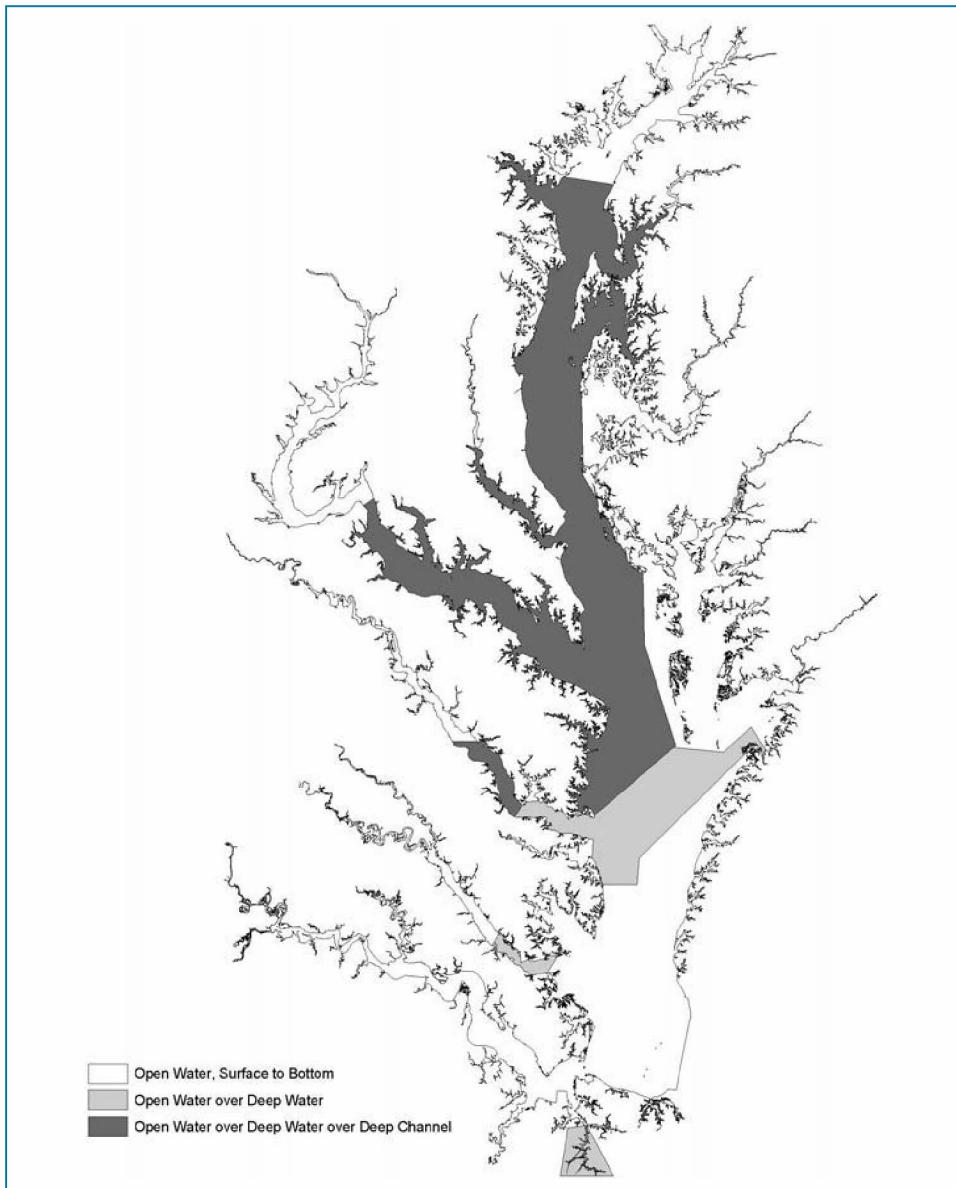 Open Water, Surface to Bottom
Open Water over Deep Water
Open Water over Deep Water over Deep Channel